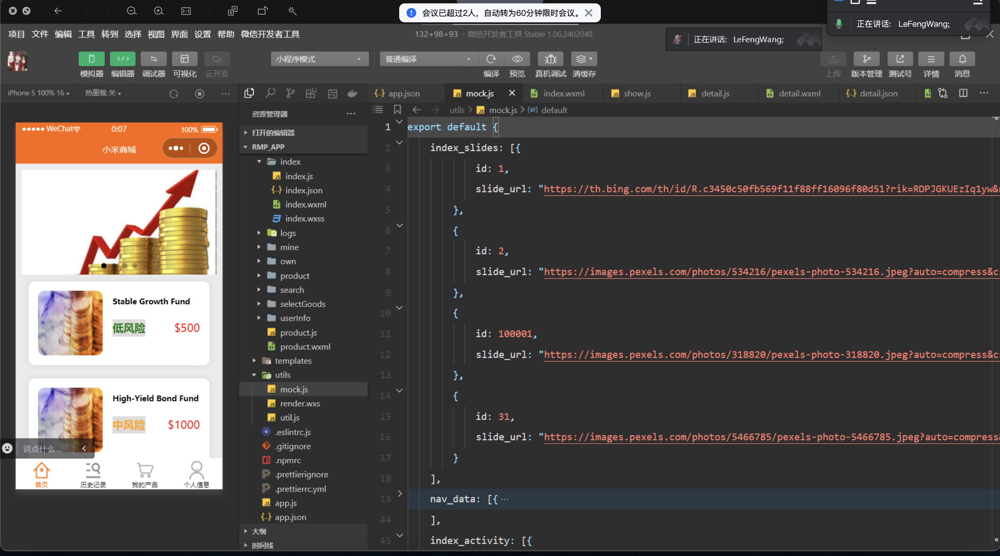 会议已超过2人，自动转为60分钟限时会议。
正在讲话: LeFengWang;
项目 文件 编辑 工具 转到 选择 视图 界面 设置 帮助 微信开发者工具
132+98+93 - 微信开发者工具 Stable 1.06.2402040
正在讲话: LeFengWang;
小程序模式
普通编译
模拟器 编辑器 调试器 可视化 云开发
编译 预览 真机调试 清缓存
上传 版本管理 测试号 详情 消息
iPhone 5 100% 16
热重载 关
app.json
mock.js
index.wxml
show.js
detail.js
detail.wxml
detail.json
资源管理器
utils > mock.js > default
WeChat 0:07 100%
小米商城
Stable Growth Fund
低风险 $500
High-Yield Bond Fund
中风险 $1000
说点什么...
首页 历史记录 我的产品 个人信息
打开的编辑器
RMP_APP
index
index.js
index.json
index.wxml
index.wxss
logs
mine
own
product
search
selectGoods
userInfo
product.js
product.wxml
templates
utils
mock.js
render.wxs
util.js
.eslintrc.js
.gitignore
.npmrc
.prettierignore
.prettierrc.yml
app.js
app.json
大纲
时间线
1 export default {
2 index_slides: [{
3 id: 1,
4 slide_url: "https://th.bing.com/th/id/R.c3450c50fb569f11f88ff16096f80d51?rik=RDPJGKUEzIq1yw&
5 },
6 {
7 id: 2,
8 slide_url: "https://images.pexels.com/photos/534216/pexels-photo-534216.jpeg?auto=compress&c
9 },
10 {
11 id: 100001,
12 slide_url: "https://images.pexels.com/photos/318820/pexels-photo-318820.jpeg?auto=compress&c
13 },
14 {
15 id: 31,
16 slide_url: "https://images.pexels.com/photos/5466785/pexels-photo-5466785.jpeg?auto=compress
17 }
18 ],
19 nav_data: [{ ···
44 ],
45 index_activity: [{